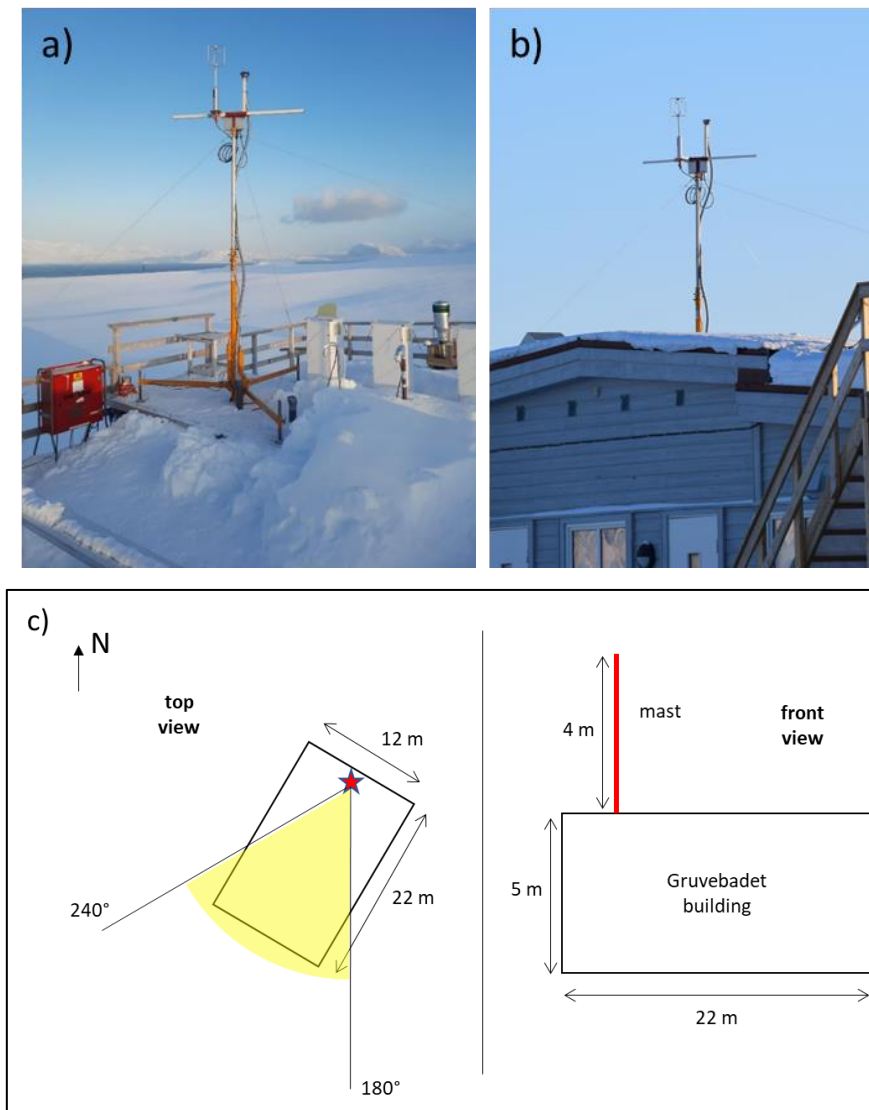 a)
b)
c)
N
top
view
12 m
22 m
240°
180°
4 m
mast
front
view
5 m
Gruvebadet
building
22 m